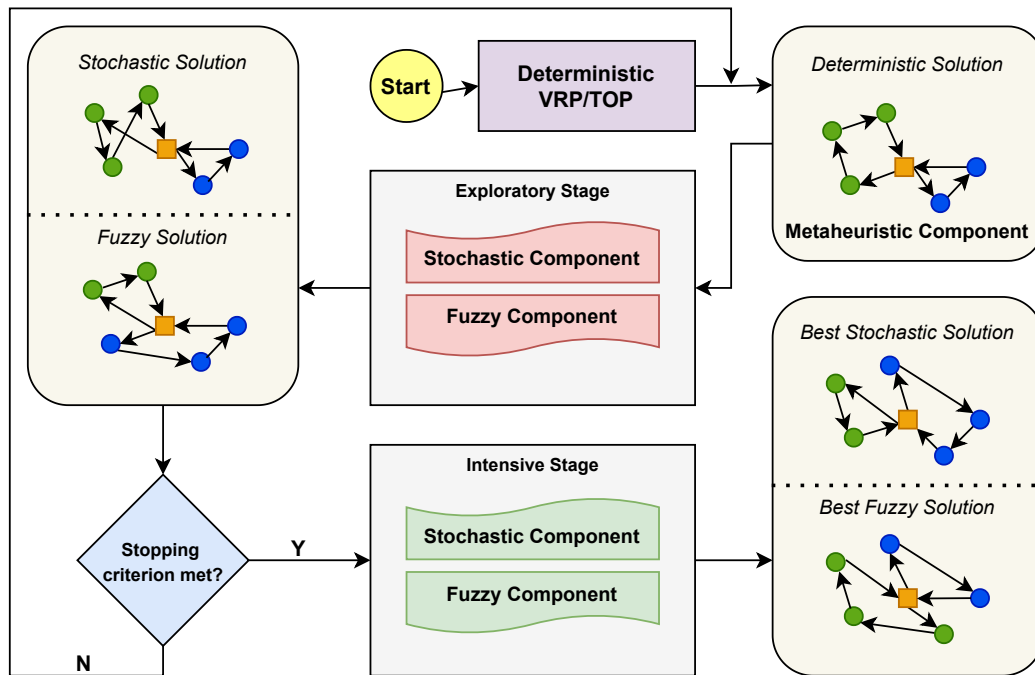 Start
Deterministic
VRP/TOP
Deterministic Solution
Metaheuristic Component
Exploratory Stage
Stochastic Component
Fuzzy Component
Stochastic Solution
Fuzzy Solution
Stopping
criterion met?
N
Y
Intensive Stage
Stochastic Component
Fuzzy Component
Best Stochastic Solution
Best Fuzzy Solution